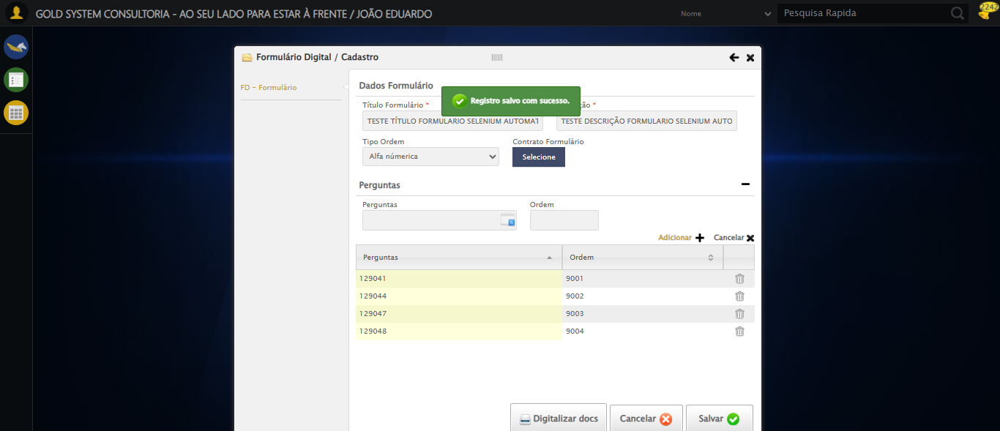 GOLD SYSTEM CONSULTORIA - AO SEU LADO PARA ESTAR À FRENTE / JOÃO EDUARDO
Nome
Pesquisa Rapida
2242
Formulário Digital / Cadastro
FD - Formulário
Dados Formulário
Registro salvo com sucesso.
Título Formulário *
ção *
TESTE TÍTULO FORMULARIO SELENIUM AUTOMAT
TESTE DESCRIÇÃO FORMULARIO SELENIUM AUTO
Tipo Ordem
Contrato Formulário
Alfa númerica
Selecione
Perguntas
Perguntas
Ordem
Adicionar
Cancelar
Perguntas
Ordem
129041
9001
129044
9002
129047
9003
129048
9004
Digitalizar docs
Cancelar
Salvar